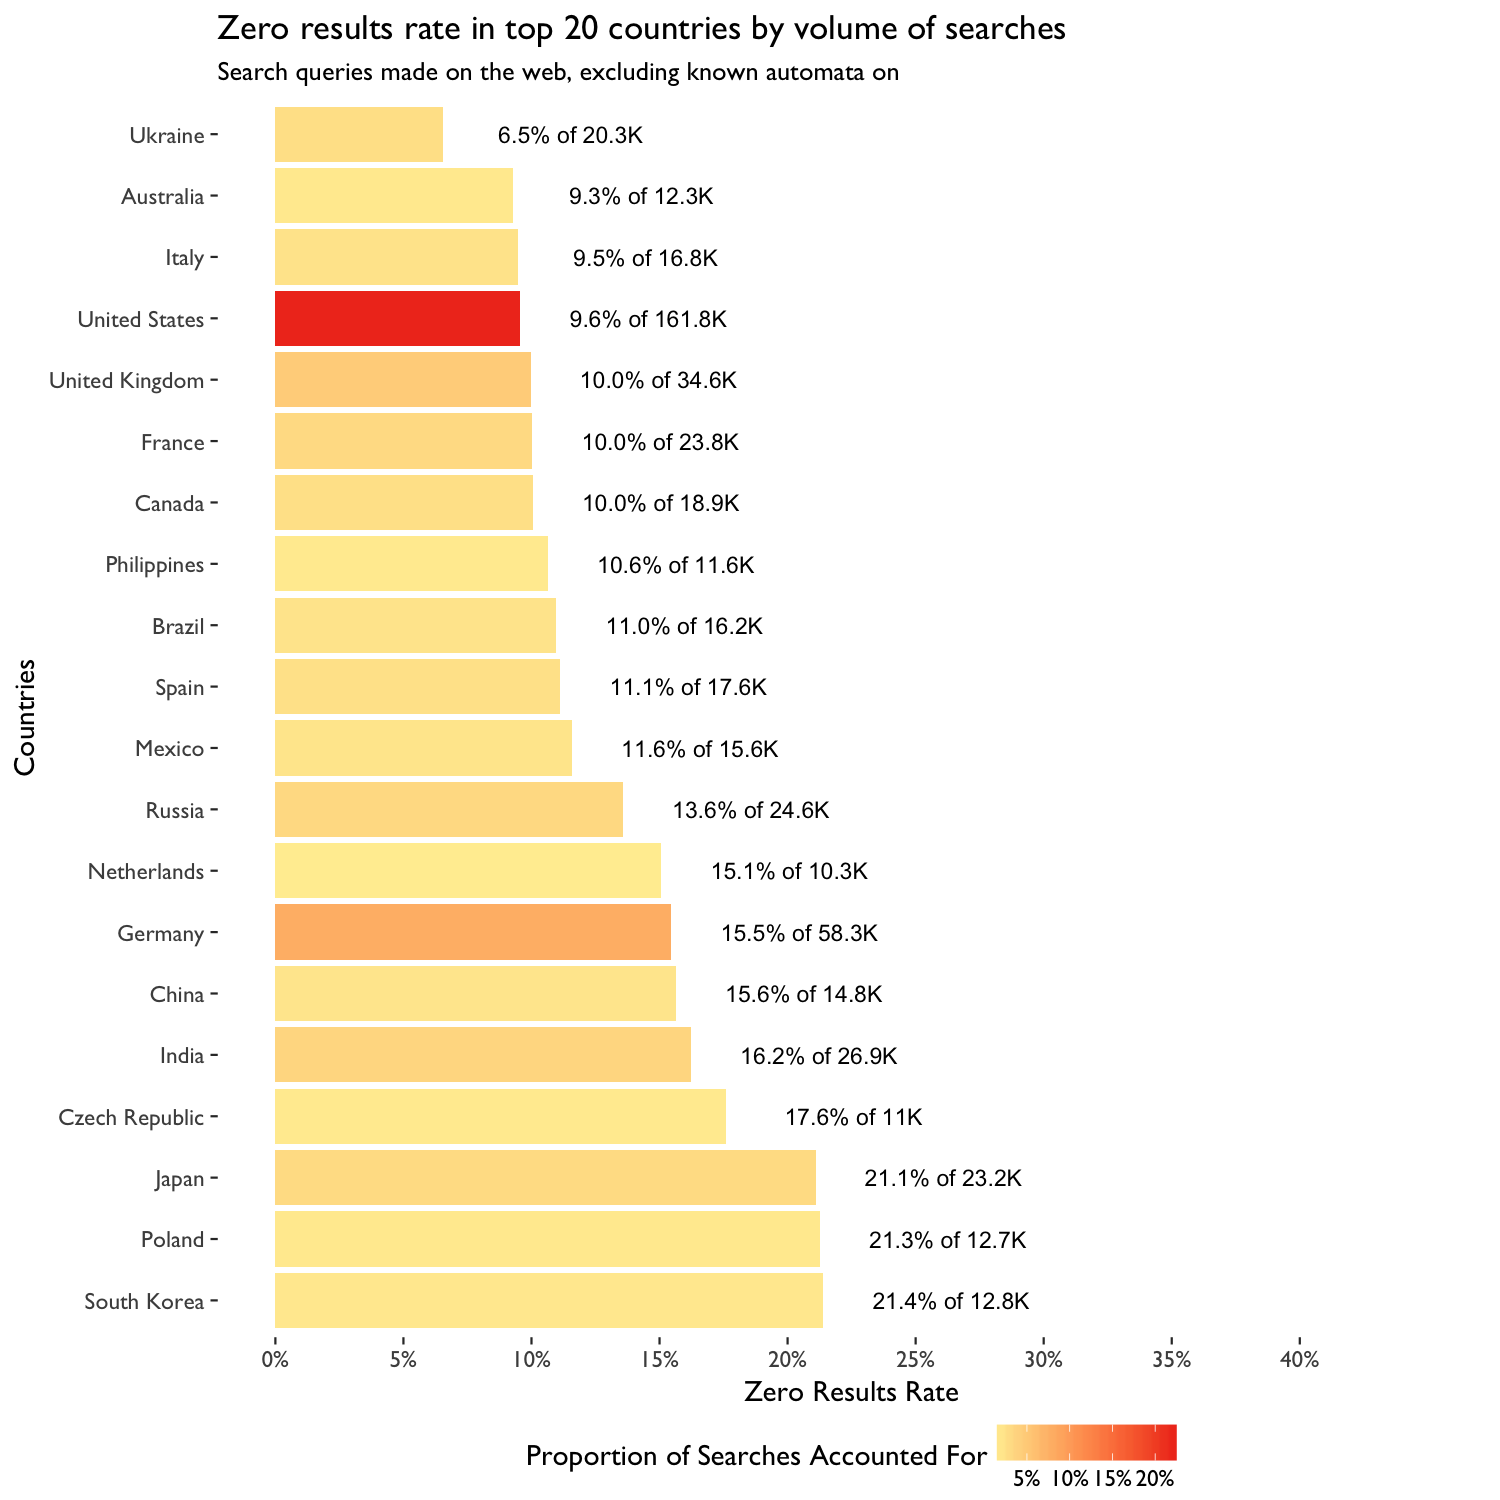 Zero results rate in top 20 countries by volume of searches
Search queries made on the web, excluding known automata on
Ukraine 6.5% of 20.3K
Australia 9.3% of 12.3K
Italy 9.5% of 16.8K
United States 9.6% of 161.8K
United Kingdom 10.0% of 34.6K
France 10.0% of 23.8K
Canada 10.0% of 18.9K
Philippines 10.6% of 11.6K
Brazil 11.0% of 16.2K
Spain 11.1% of 17.6K
Mexico 11.6% of 15.6K
Russia 13.6% of 24.6K
Netherlands 15.1% of 10.3K
Germany 15.5% of 58.3K
China 15.6% of 14.8K
India 16.2% of 26.9K
Czech Republic 17.6% of 11K
Japan 21.1% of 23.2K
Poland 21.3% of 12.7K
South Korea 21.4% of 12.8K
Countries
0% 5% 10% 15% 20% 25% 30% 35% 40%
Zero Results Rate
Proportion of Searches Accounted For
5% 10% 15% 20%